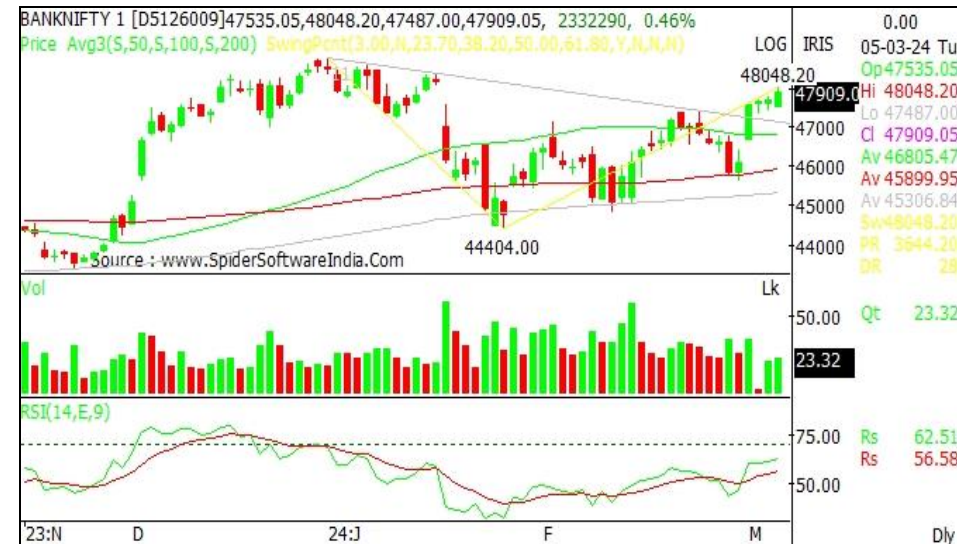 BANKNIFTY 1 [D5126009]47535.05,48048.20,47487.00,47909.05, 2332290, 0.46%
0.00
Price Avg3(S,50,S,100,S,200) SwingPcnt(3.00,N,23.70,38.20,50.00,61.80,Y,N,N,N)
LOG
IRIS
05-03-24 Tu
Op47535.05
48048.20
47909.0
Hi 48048.20
Lo 47487.00
Cl 47909.05
47000
Av 46805.47
Av 45899.95
46000
Av 45306.84
45000
Sw48048.20
44404.00
44000
PR 3644.20
DR 28
Source : www.SpiderSoftwareIndia.Com
Vol
Lk
50.00
Qt 23.32
23.32
RSI(14,E,9)
75.00
Rs 62.51
Rs 56.58
50.00
'23:N D 24:J F M
Dly